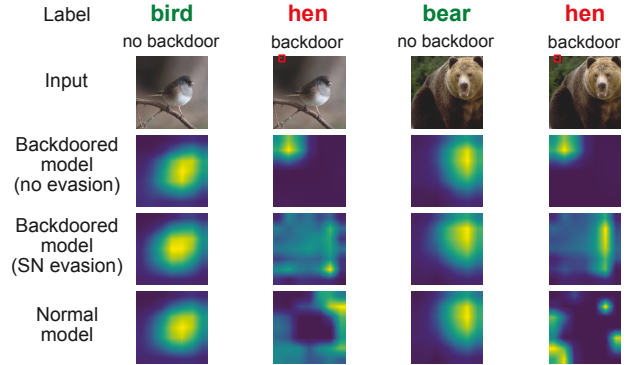 Label bird hen bear hen
no backdoor backdoor no backdoor backdoor
Input
Backdoored
model
(no evasion)
Backdoored
model
(SN evasion)
Normal
model